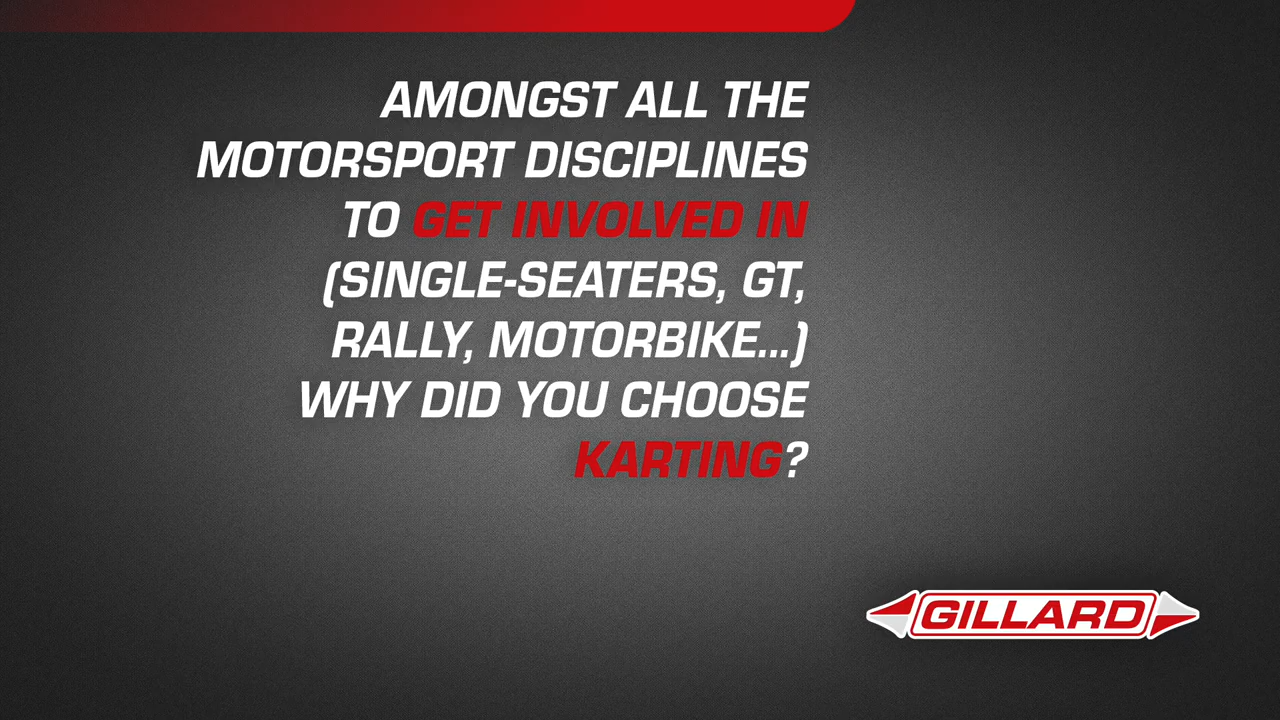 AMONGST ALL THE
MOTORSPORT DISCIPLINES
TO GET INVOLVED IN
(SINGLE-SEATERS, GT,
RALLY, MOTORBIKE...)
WHY DID YOU CHOOSE
KARTING?
GILLARD